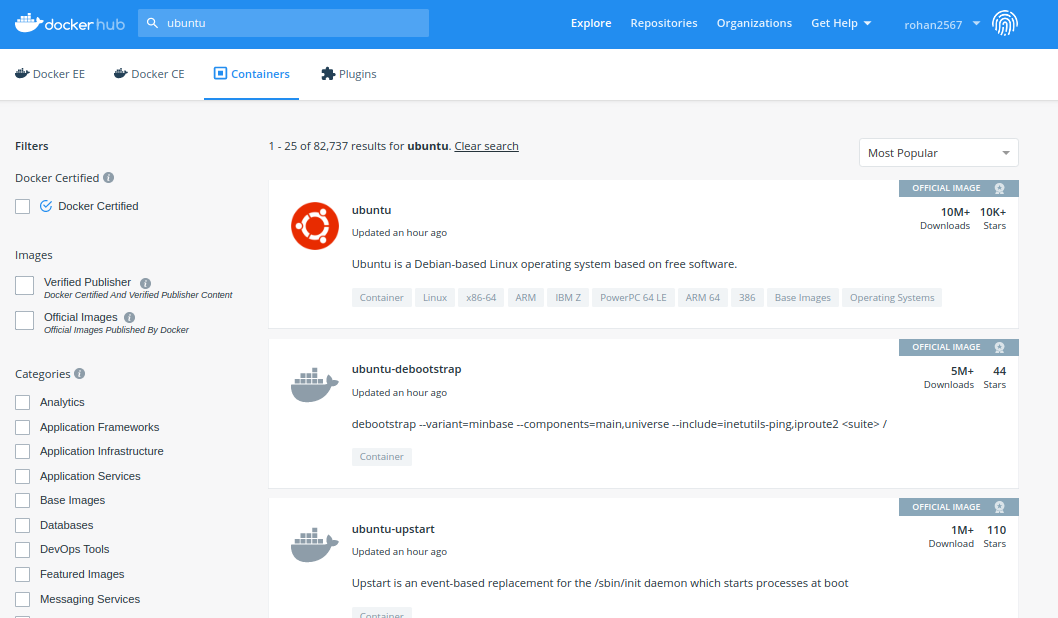 docker hub
ubuntu
Explore Repositories Organizations Get Help rohan2567
Docker EE Docker CE Containers Plugins
Filters
Docker Certified
Docker Certified
Images
Verified Publisher
Docker Certified And Verified Publisher Content
Official Images
Official Images Published By Docker
Categories
Analytics
Application Frameworks
Application Infrastructure
Application Services
Base Images
Databases
DevOps Tools
Featured Images
Messaging Services
1 - 25 of 82,737 results for ubuntu. Clear search
Most Popular
OFFICIAL IMAGE
ubuntu
10M+ 10K+
Downloads Stars
Updated an hour ago
Ubuntu is a Debian-based Linux operating system based on free software.
Container Linux x86-64 ARM IBM Z PowerPC 64 LE ARM 64 386 Base Images Operating Systems
OFFICIAL IMAGE
ubuntu-debootstrap
5M+ 44
Downloads Stars
Updated an hour ago
debootstrap --variant=minbase --components=main,universe --include=inetutils-ping,iproute2 <suite> /
Container
OFFICIAL IMAGE
ubuntu-upstart
1M+ 110
Download Stars
Updated an hour ago
Upstart is an event-based replacement for the /sbin/init daemon which starts processes at boot
Container